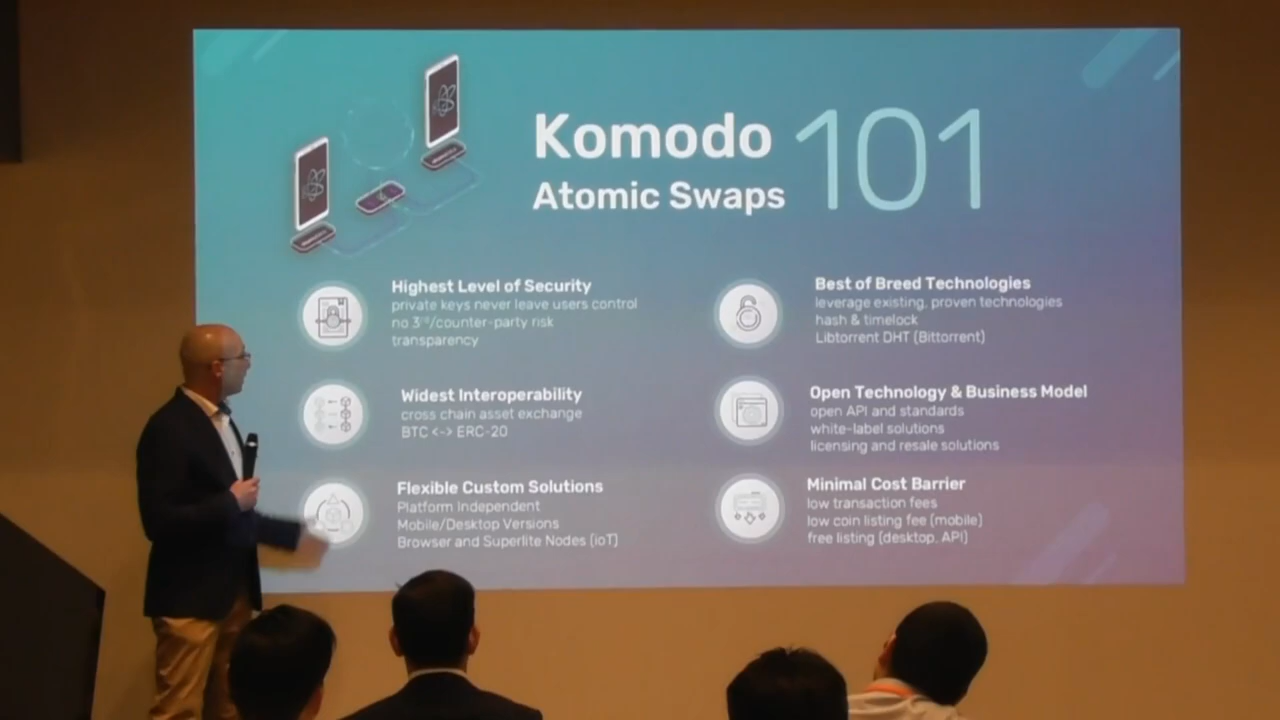 Komodo 101
Atomic Swaps
Highest Level of Security
private keys never leave users control
no 3rd/counter-party risk
transparency
Best of Breed Technologies
leverage existing, proven technologies
hash & timelock
Libtorrent DHT (Bittorrent)
Widest Interoperability
cross chain asset exchange
BTC <-> ERC-20
Open Technology & Business Model
open API and standards
white-label solutions
licensing and resale solutions
Flexible Custom Solutions
Platform Independent
Mobile/Desktop Versions
Browser and Superlite Nodes (ioT)
Minimal Cost Barrier
low transaction fees
low coin listing fee (mobile)
free listing (desktop, API)